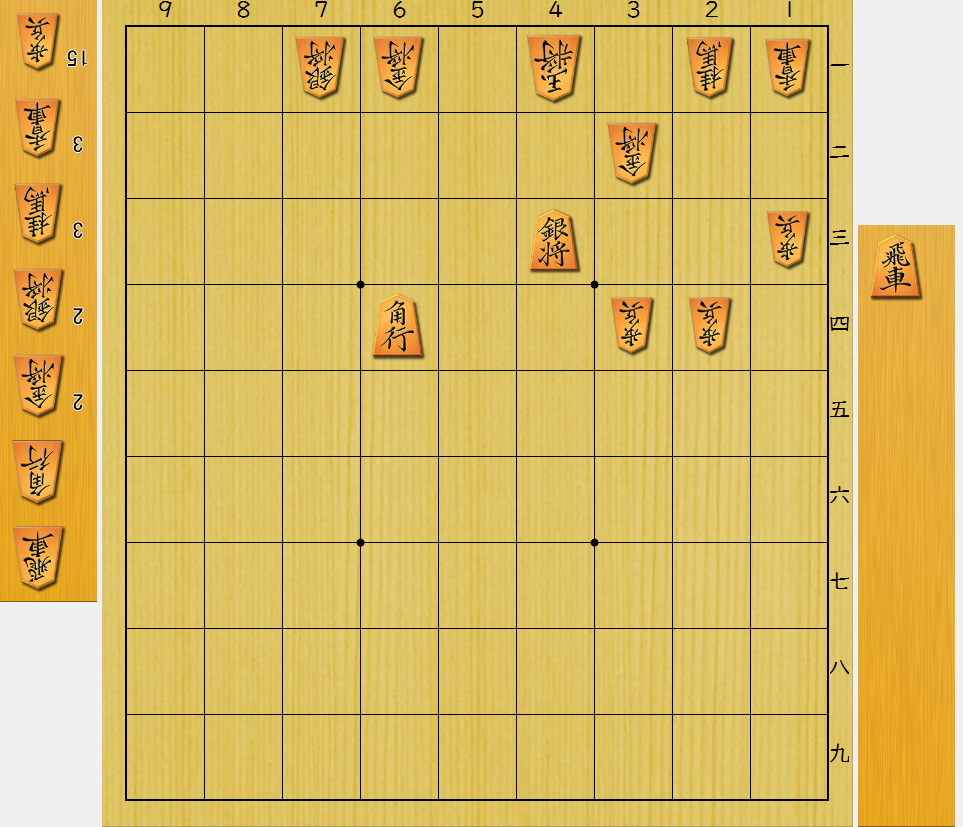 9 8 7 6 5 4 3 2 1
銀将 金将 玉将 桂馬 香車 一
金将 二
銀将 歩兵 三
角行 歩兵 歩兵 四
五
六
七
八
九
歩兵 15
香車 3
桂馬 3
銀将 2
金将 2
角行
飛車
飛車